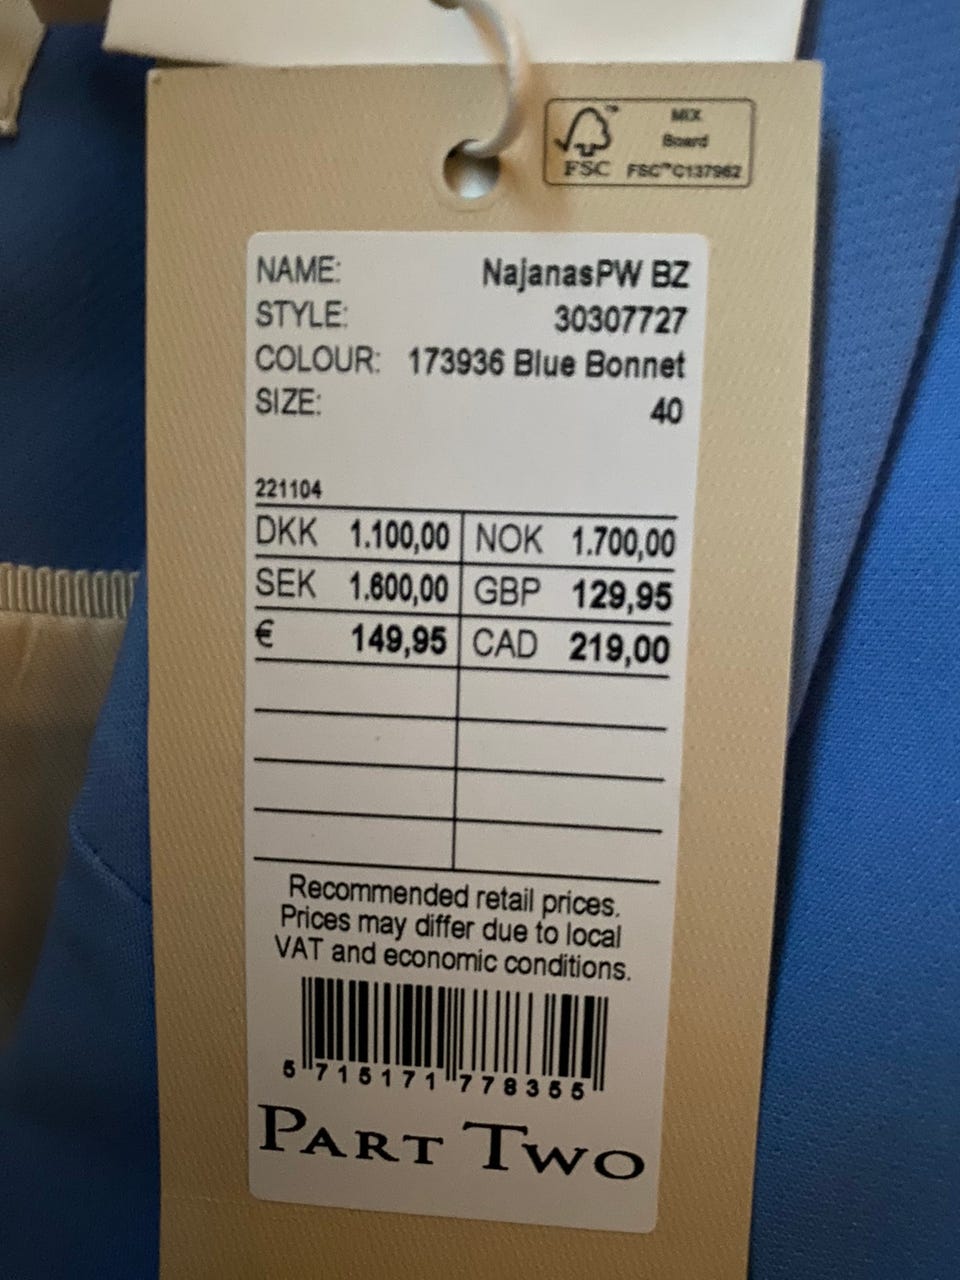 MIX
Board
FSC™ FSC™C137962
NAME: NajanasPW BZ
STYLE: 30307727
COLOUR: 173936 Blue Bonnet
SIZE: 40
221104
DKK 1.100,00 NOK 1.700,00
SEK 1.600,00 GBP 129,95
€ 149,95 CAD 219,00
Recommended retail prices.
Prices may differ due to local
VAT and economic conditions.
5 715171 778355
PART TWO